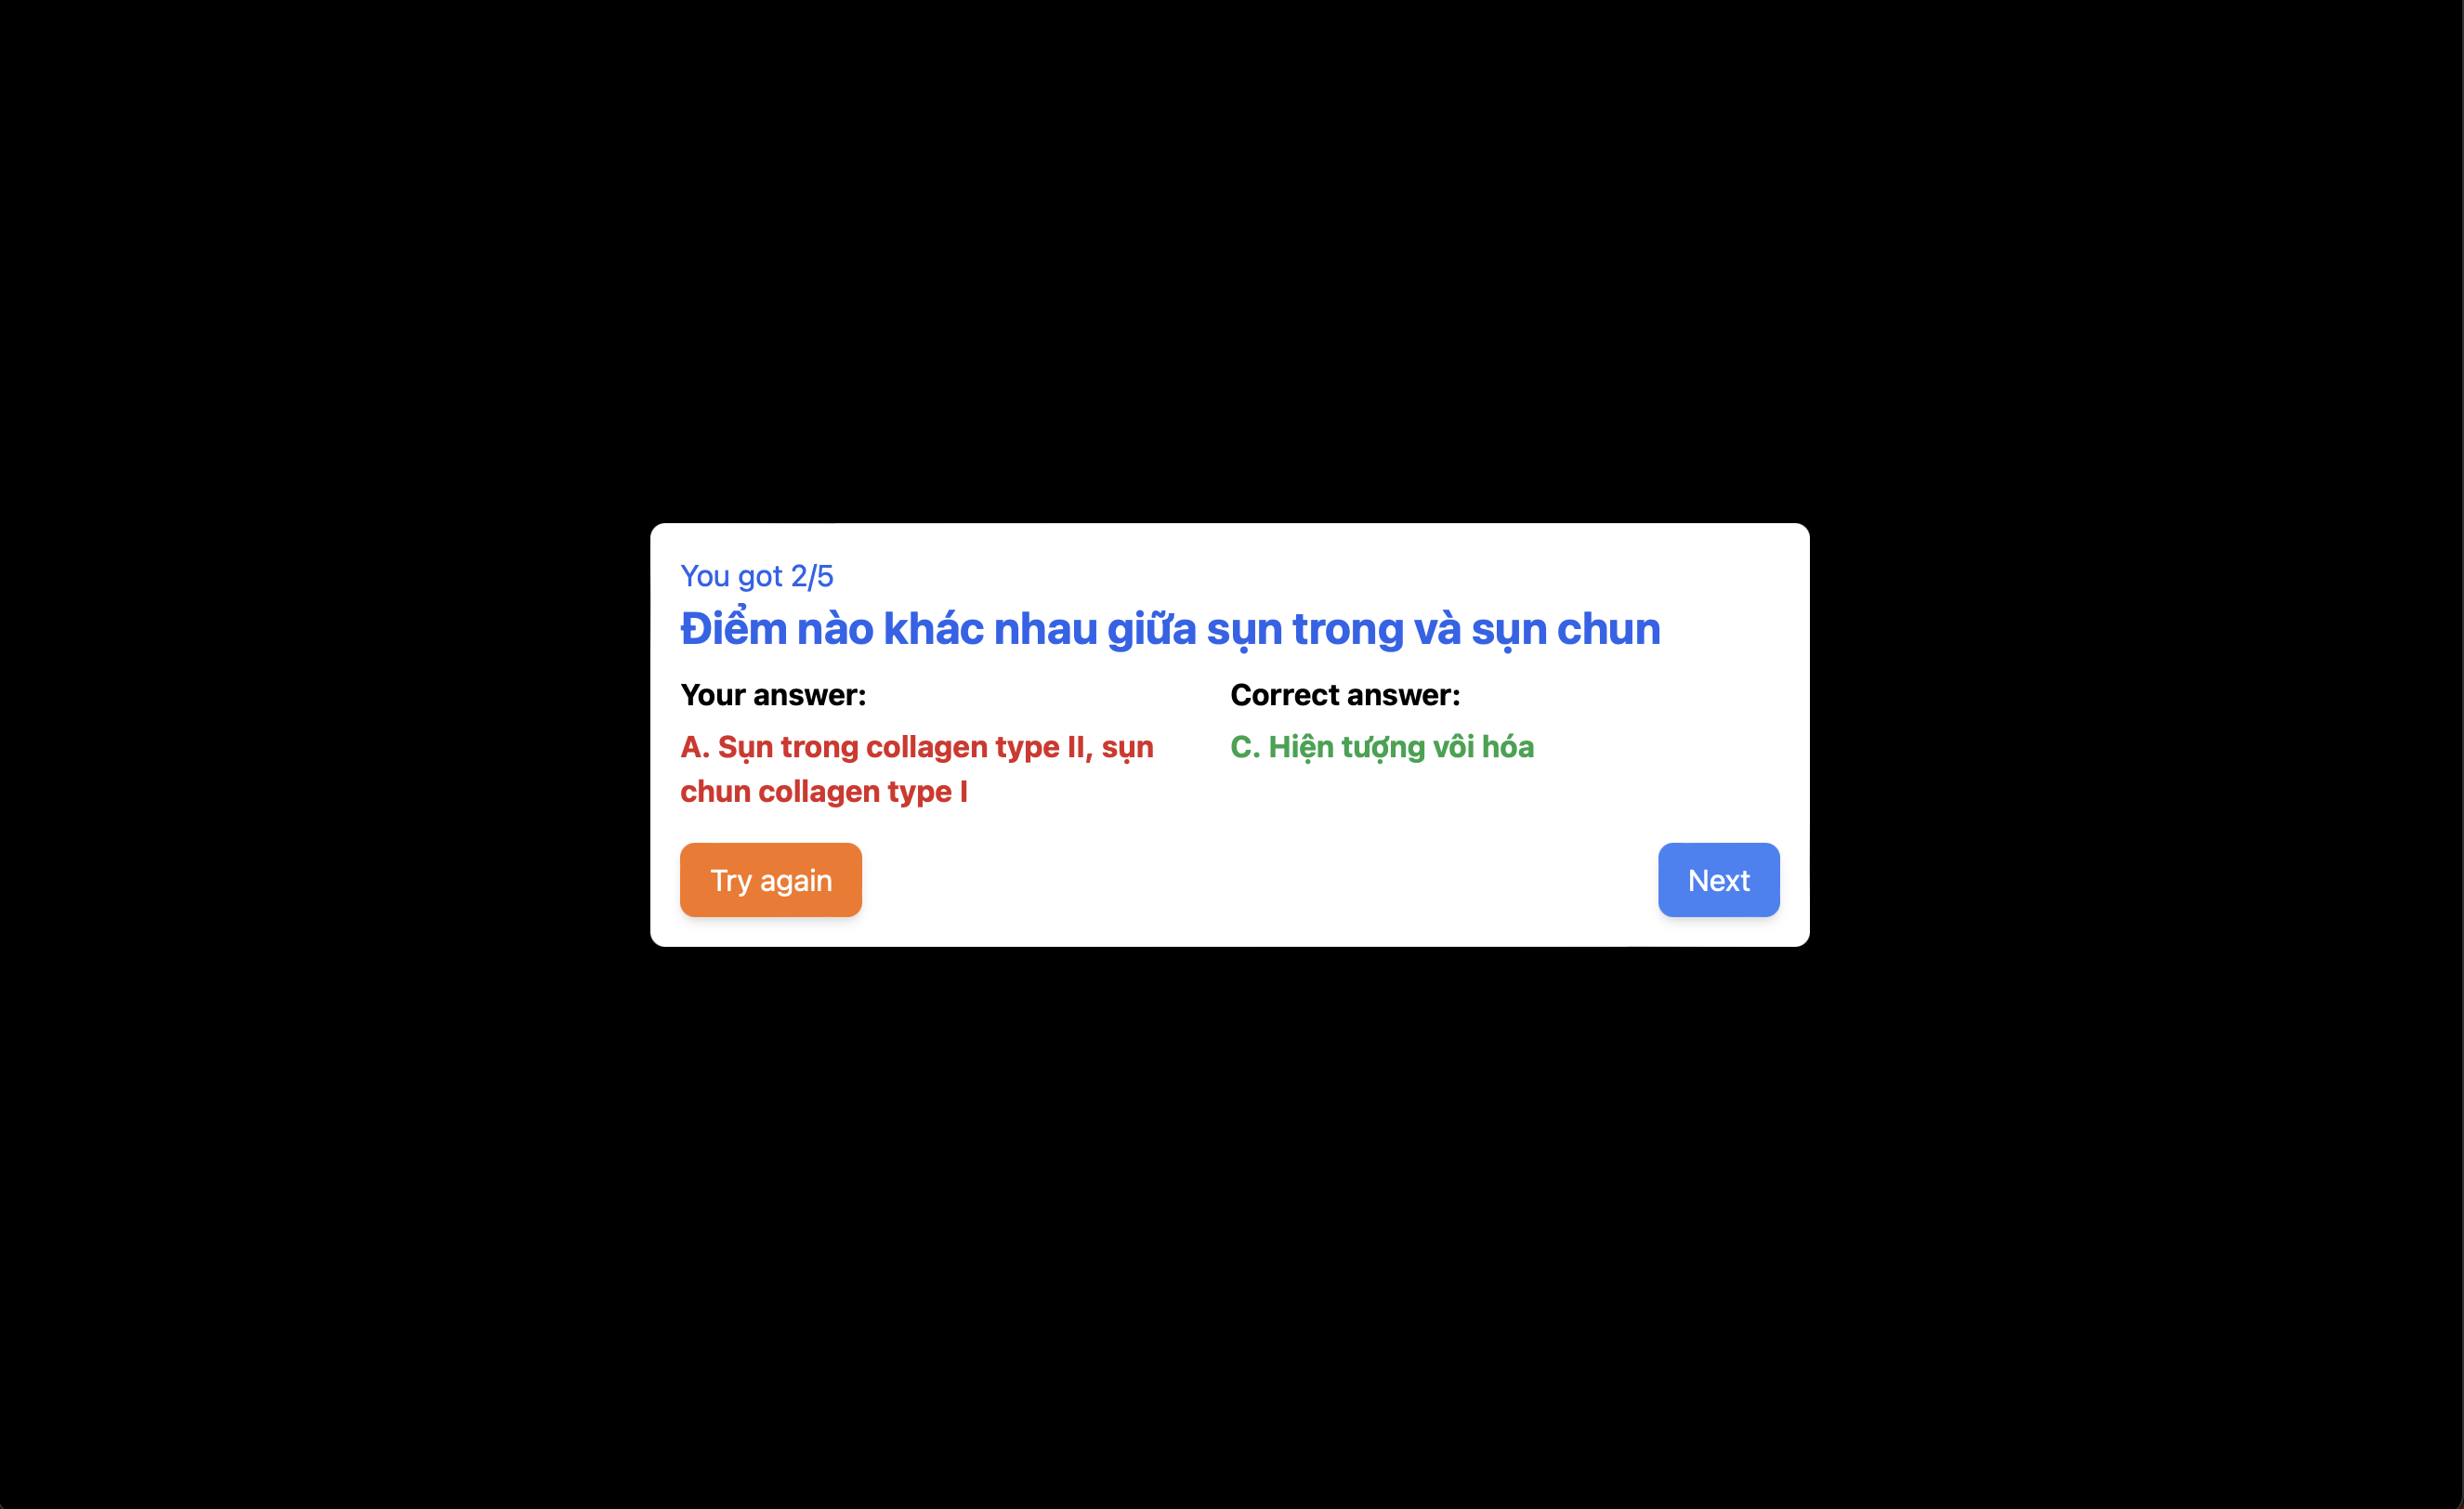 You got 2/5
Điểm nào khác nhau giữa sụn trong và sụn chun
Your answer:
A. Sụn trong collagen type II, sụn
chun collagen type I
Correct answer:
C. Hiện tượng vôi hóa
Try again
Next